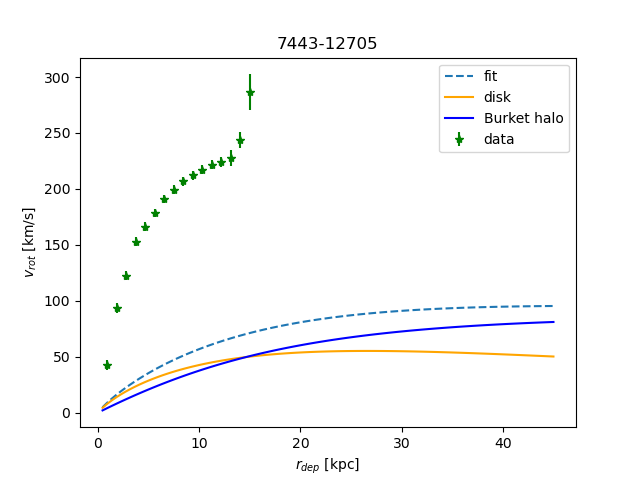 7443-12705
300
250
200
150
100
50
0
v_rot [km/s]
fit
disk
Burket halo
data
0 10 20 30 40
r_dep [kpc]